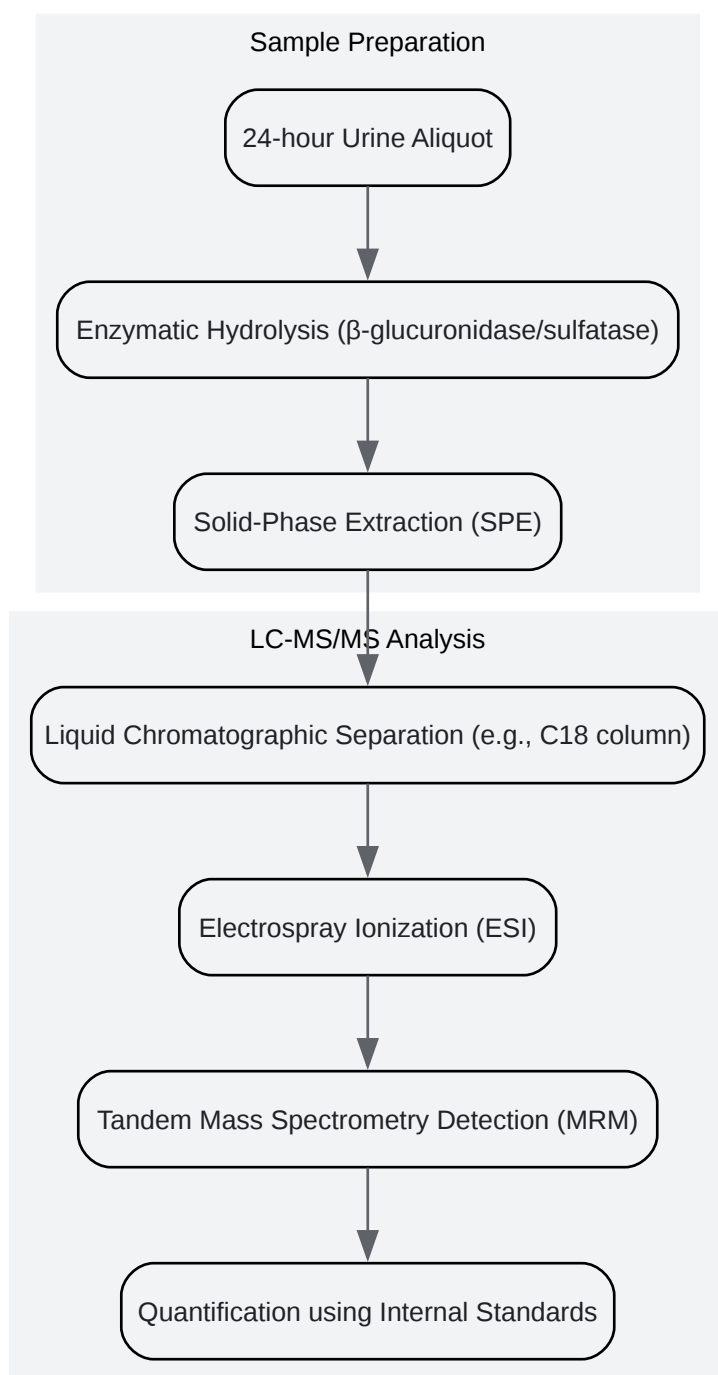 Sample Preparation
24-hour Urine Aliquot
Enzymatic Hydrolysis (β-glucuronidase/sulfatase)
Solid-Phase Extraction (SPE)
LC-MS/MS Analysis
Liquid Chromatographic Separation (e.g., C18 column)
Electrospray Ionization (ESI)
Tandem Mass Spectrometry Detection (MRM)
Quantification using Internal Standards